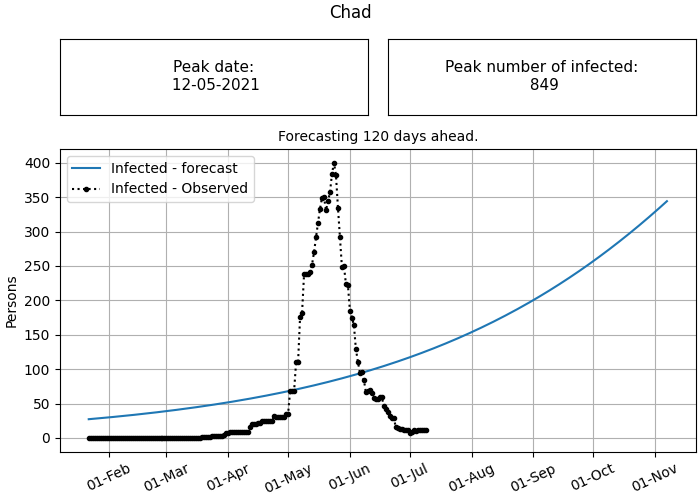 Chad
Peak date:
12-05-2021
Peak number of infected:
849
Forecasting 120 days ahead.
Infected - forecast
Infected - Observed
Persons
400
350
300
250
200
150
100
50
0
01-Feb
01-Mar
01-Apr
01-May
01-Jun
01-Jul
01-Aug
01-Sep
01-Oct
01-Nov